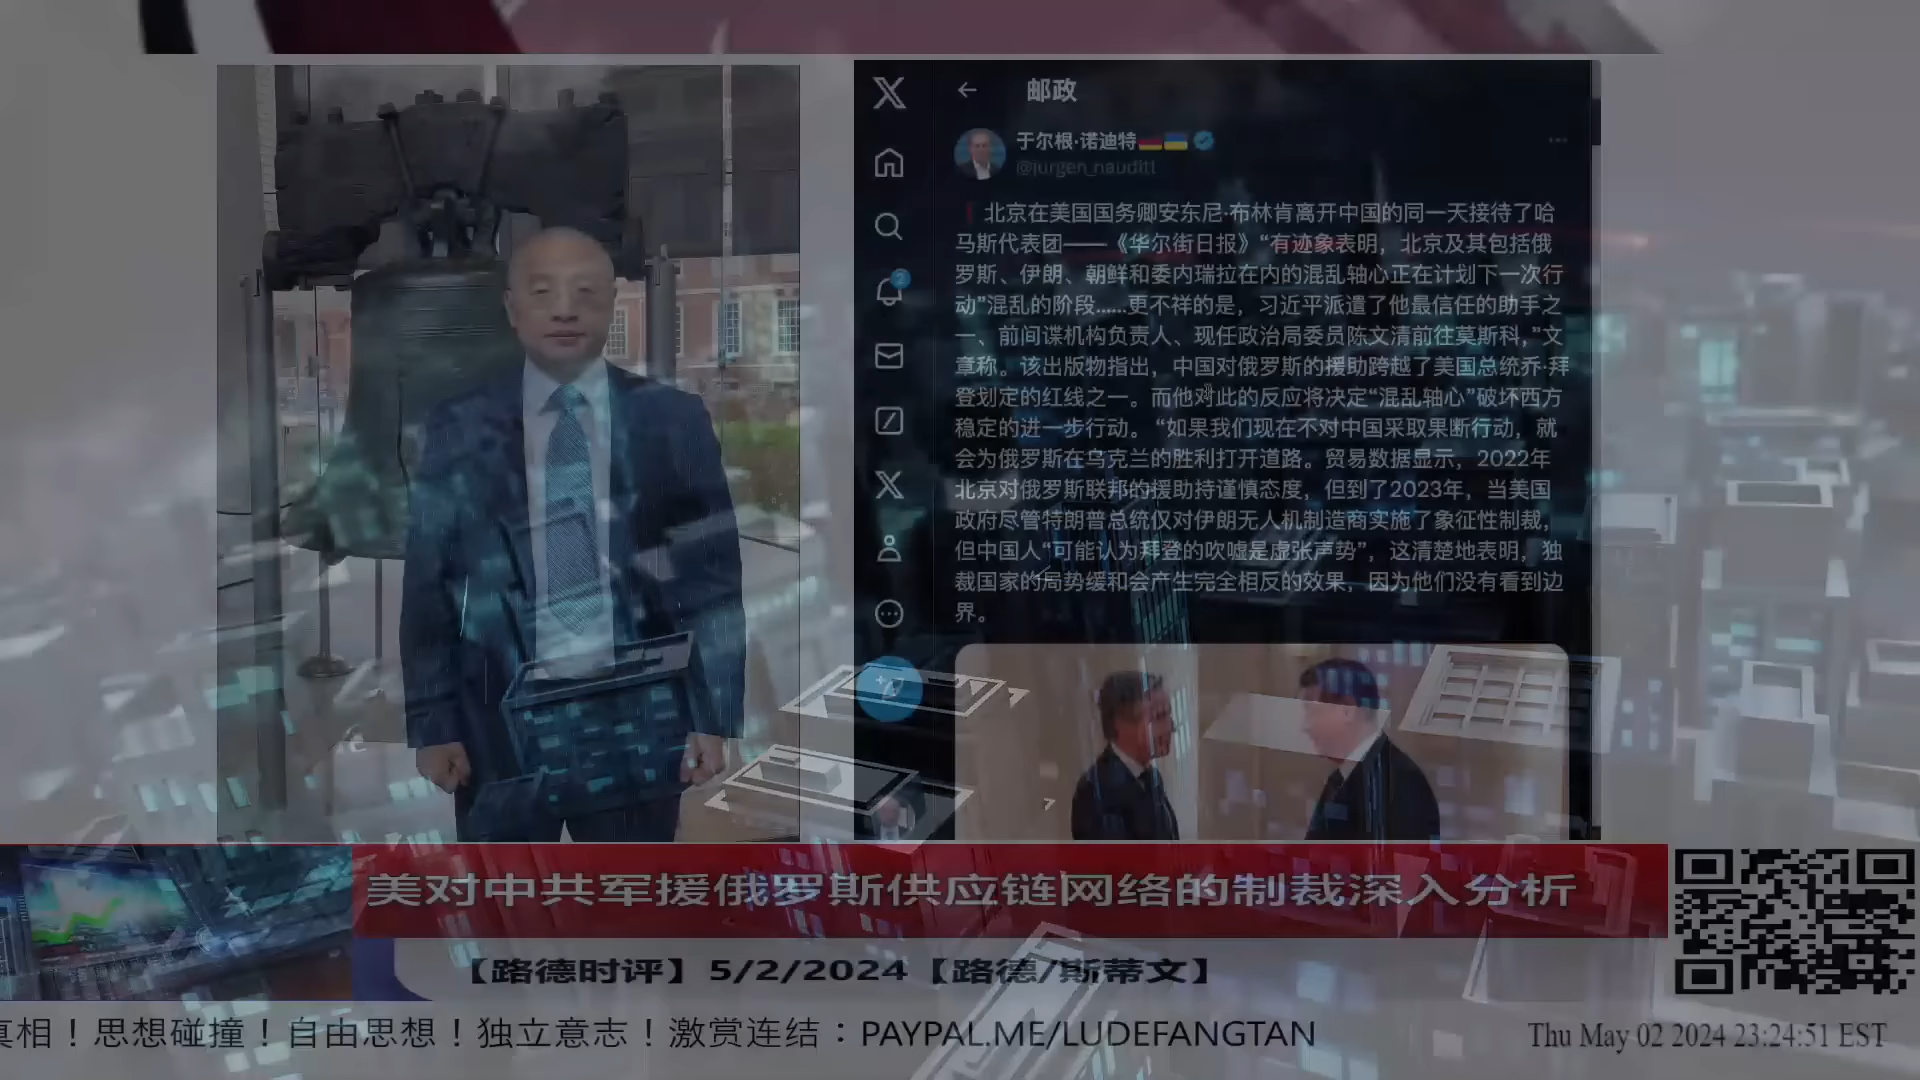 邮政
于尔根·诺迪特
@jurgen_nauditt
北京在美国国务卿安东尼·布林肯离开中国的同一天接待了哈
马斯代表团——《华尔街日报》“有迹象表明，北京及其包括俄
罗斯、伊朗、朝鲜和委内瑞拉在内的混乱轴心正在计划下一次行
动”混乱的阶段……更不祥的是，习近平派遣了他最信任的助手之
一、前间谍机构负责人、现任政治局委员陈文清前往莫斯科，”文
章称。该出版物指出，中国对俄罗斯的援助跨越了美国总统乔·拜
登划定的红线之一。而他对此的反应将决定“混乱轴心”破坏西方
稳定的进一步行动。“如果我们现在不对中国采取果断行动，就
会为俄罗斯在乌克兰的胜利打开道路。贸易数据显示，2022年
北京对俄罗斯联邦的援助持谨慎态度，但到了2023年，当美国
政府尽管特朗普总统仅对伊朗无人机制造商实施了象征性制裁，
但中国人“可能认为拜登的吹嘘是虚张声势”，这清楚地表明，独
裁国家的局势缓和会产生完全相反的效果，因为他们没有看到边
界。
2
美对中共军援俄罗斯供应链网络的制裁深入分析
【路德时评】5/2/2024【路德/斯蒂文】
真相！思想碰撞！自由思想！独立意志！激赏连结：PAYPAL.ME/LUDEFANGTAN
Thu May 02 2024 23:24:51 EST